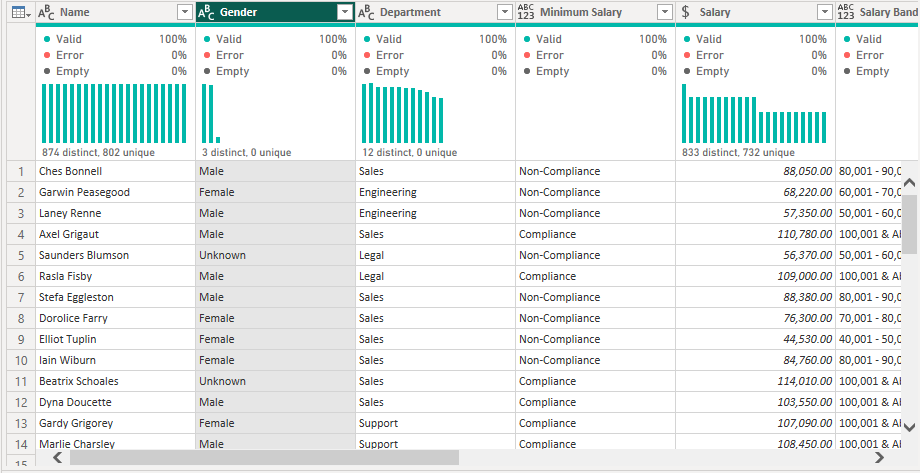 ABC Name ABC Gender ABC Department ABC 123 Minimum Salary $ Salary ABC 123 Salary Band
Valid 100% Valid 100% Valid 100% Valid 100% Valid 100% Valid
Error 0% Error 0% Error 0% Error 0% Error 0% Error
Empty 0% Empty 0% Empty 0% Empty 0% Empty 0% Empty
874 distinct, 802 unique 3 distinct, 0 unique 12 distinct, 0 unique 833 distinct, 732 unique
1 Ches Bonnell Male Sales Non-Compliance 88,050.00 80,001 - 90,0
2 Garwin Peasegood Female Engineering Non-Compliance 68,220.00 60,001 - 70,0
3 Laney Renne Male Engineering Non-Compliance 57,350.00 50,001 - 60,0
4 Axel Grigaut Male Sales Compliance 110,780.00 100,001 & A
5 Saunders Blumson Unknown Legal Non-Compliance 56,370.00 50,001 - 60,0
6 Rasla Fisby Male Legal Compliance 109,000.00 100,001 & A
7 Stefa Eggleston Male Sales Non-Compliance 88,380.00 80,001 - 90,0
8 Dorolice Farry Female Sales Non-Compliance 76,300.00 70,001 - 80,0
9 Elliot Tuplin Female Sales Non-Compliance 44,530.00 40,001 - 50,0
10 Iain Wiburn Female Sales Non-Compliance 84,760.00 80,001 - 90,0
11 Beatrix Schoales Unknown Sales Compliance 114,010.00 100,001 & A
12 Dyna Doucette Male Sales Compliance 103,550.00 100,001 & A
13 Gardy Grigorey Female Support Compliance 107,090.00 100,001 & A
14 Marlie Charsley Male Support Compliance 108,450.00 100,001 & A
15